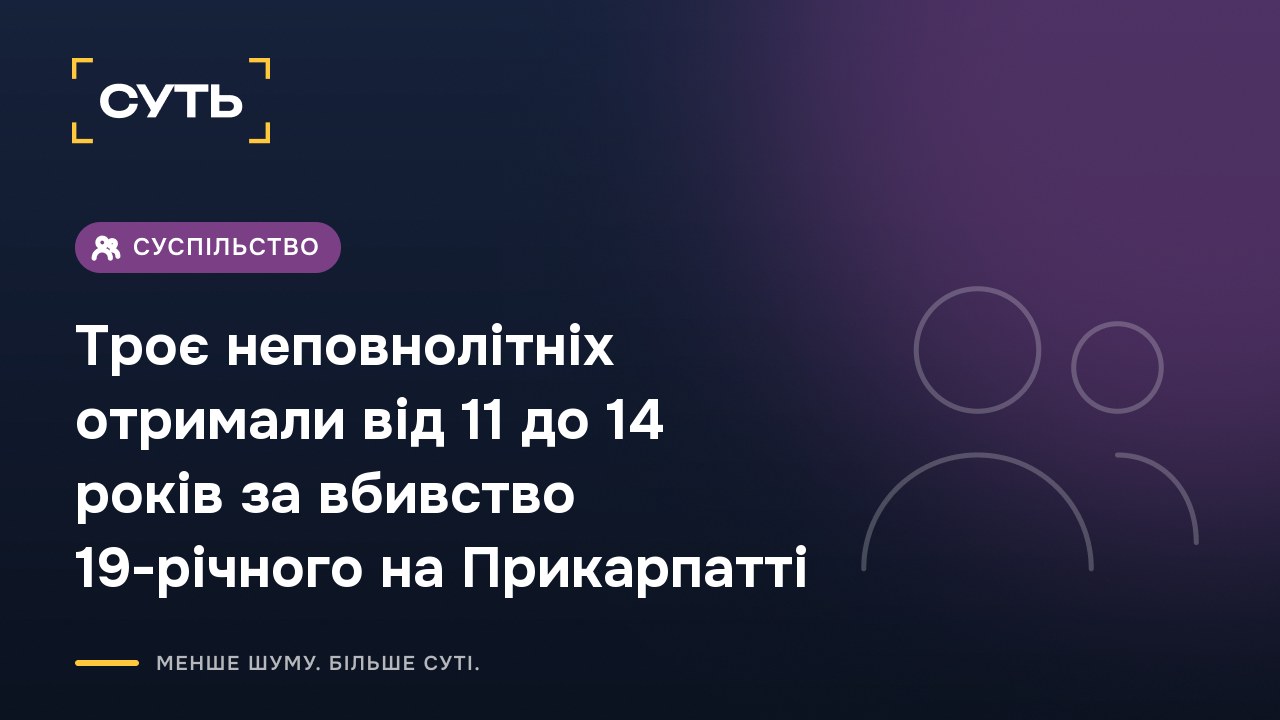 СУТЬ
СУСПІЛЬСТВО
Троє неповнолітніх
отримали від 11 до 14
років за вбивство
19-річного на Прикарпатті
МЕНШЕ ШУМУ. БІЛЬШЕ СУТІ.